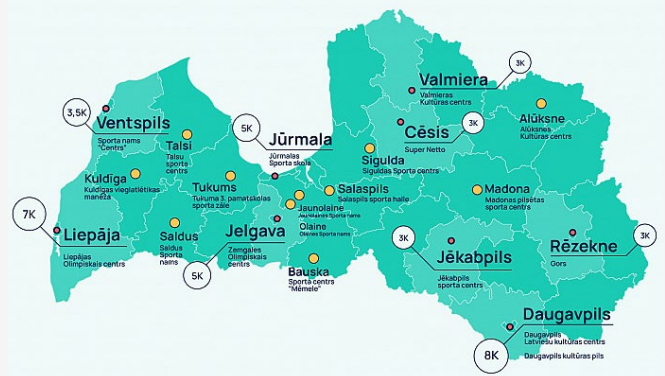 3K
Valmiera
Valmieras
Kultūras centrs
3,5K
Ventspils
Sporta nams
"Centrs"
5K
Jūrmala
Jūrmalas
Sporta skola
3K
Cēsis
Super Netto
Alūksne
Alūksnes
Kultūras centrs
Talsi
Talsu
sporta
centrs
Sigulda
Siguldas Sporta centrs
Kuldīga
Kuldīgas vieglatlētikas
manēža
Tukums
Tukuma 3. pamatskolas
sporta zāle
Salaspils
Salaspils sporta halle
Madona
Madonas pilsētas
sporta centrs
7K
Liepāja
Liepājas
Olimpiskais centrs
Saldus
Saldus
Sporta
nams
Jaunolaine
Jaunolaines Sporta nams
Olaine
Olaines Sporta nams
Jelgava
Zemgales
Olimpiskais
centrs
5K
Bauska
Sporta centrs
"Mēmele"
3K
Jēkabpils
Jēkabpils
sporta centrs
3K
Rēzekne
Gors
Daugavpils
Daugavpils
Latviešu kultūras centrs
Daugavpils kultūras pils
8K